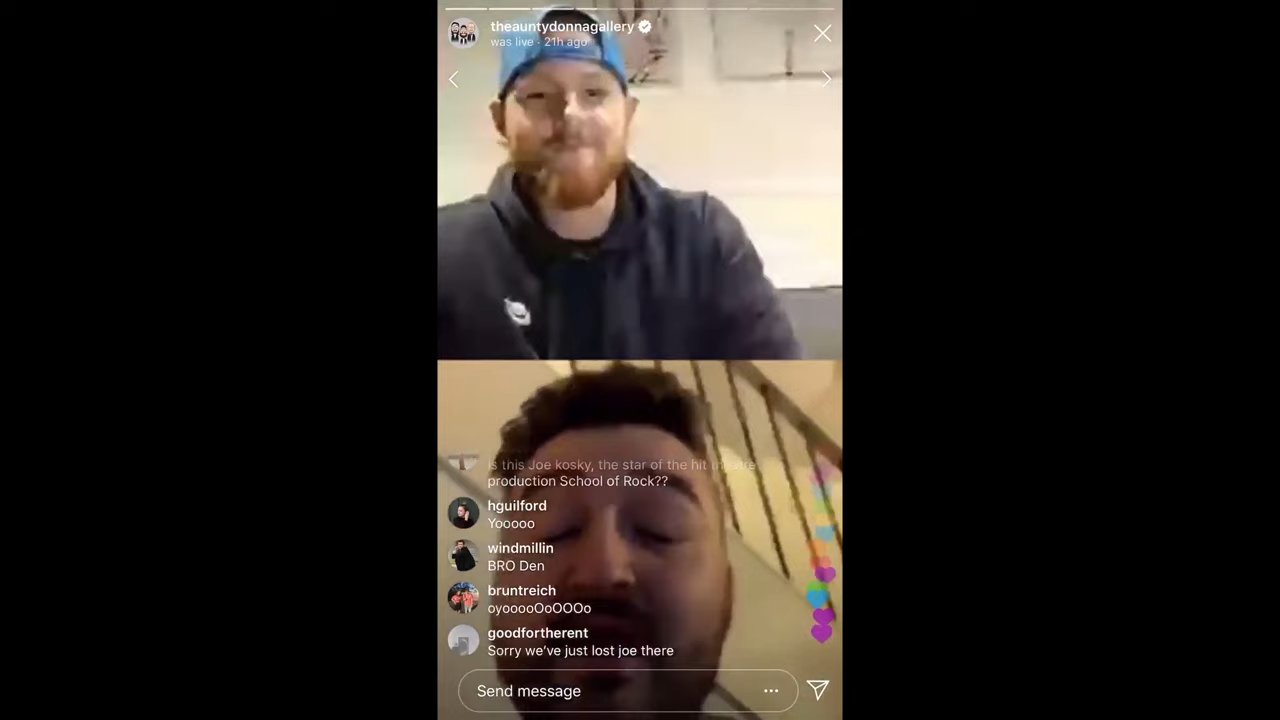 theauntydonnagallery
was live · 21h ago
Is this Joe kosky, the star of the hit theatre
production School of Rock??
hguilford
Yooooo
windmillin
BRO Den
bruntreich
oyooooOoOOOo
goodfortherent
Sorry we've just lost joe there
Send message